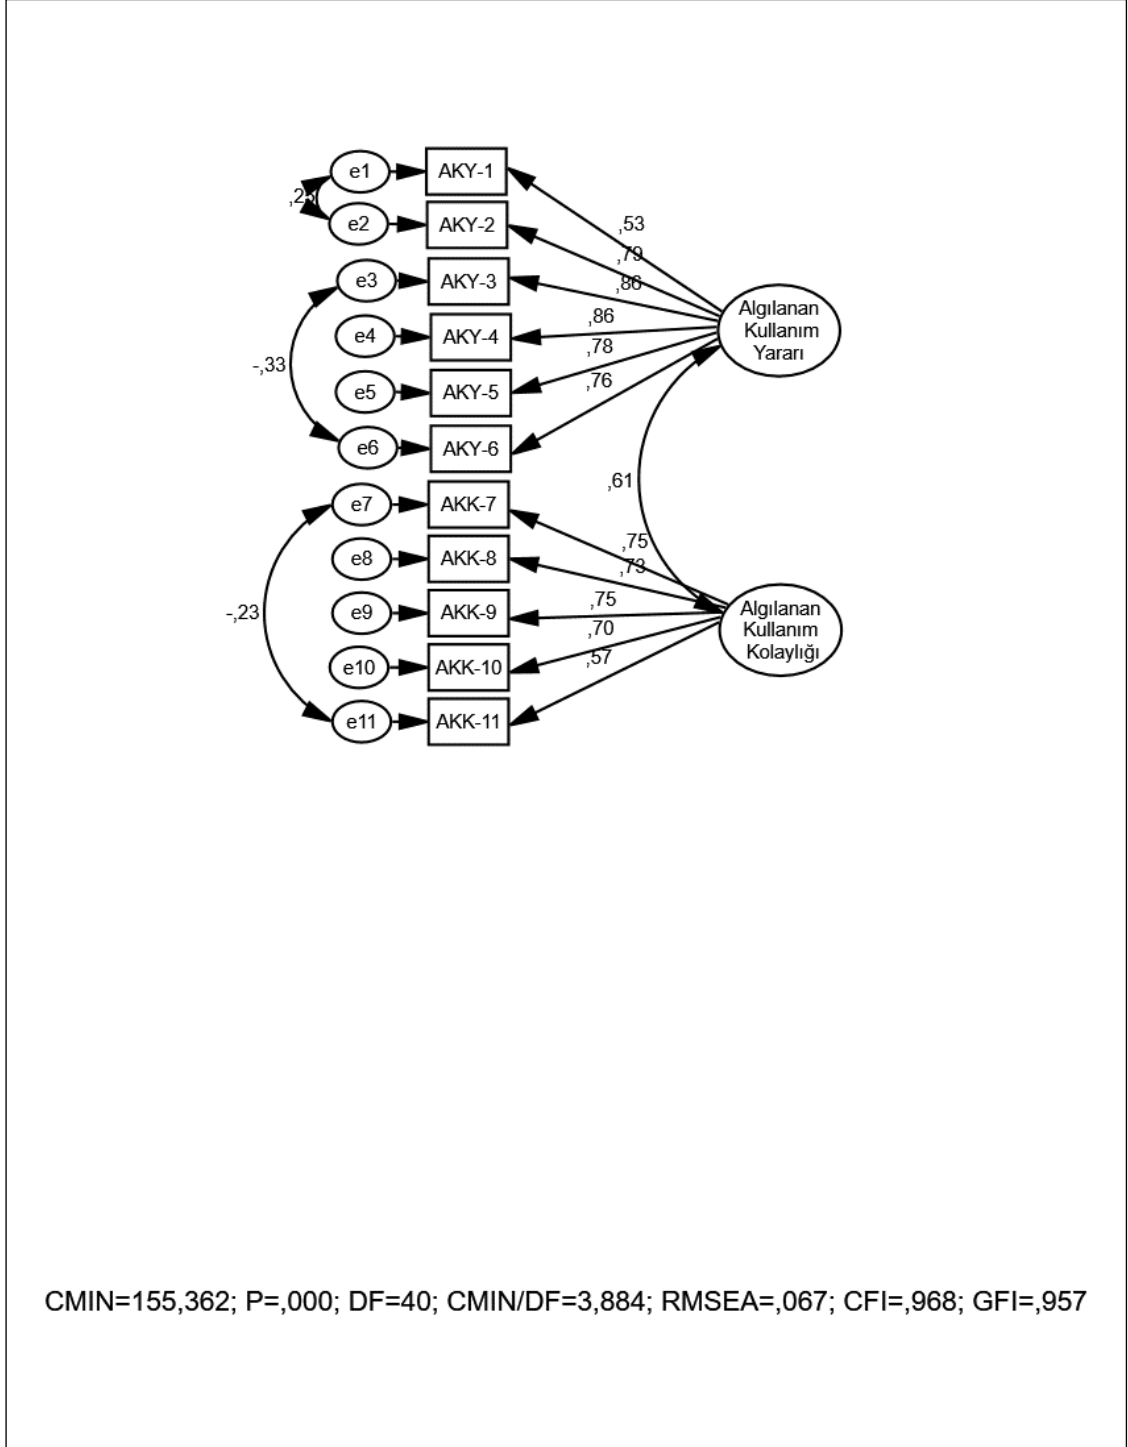 e1
AKY-1
e2
AKY-2
,53
,79
e3
AKY-3
,86
e4
AKY-4
,86
e5
AKY-5
,78
e6
AKY-6
,76
-,33
Algılanan
Kullanım
Yararı
,61
e7
AKK-7
,75
e8
AKK-8
,73
e9
AKK-9
,75
e10
AKK-10
,70
e11
AKK-11
,57
-,23
Algılanan
Kullanım
Kolaylığı
CMIN=155,362; P=,000; DF=40; CMIN/DF=3,884; RMSEA=,067; CFI=,968; GFI=,957